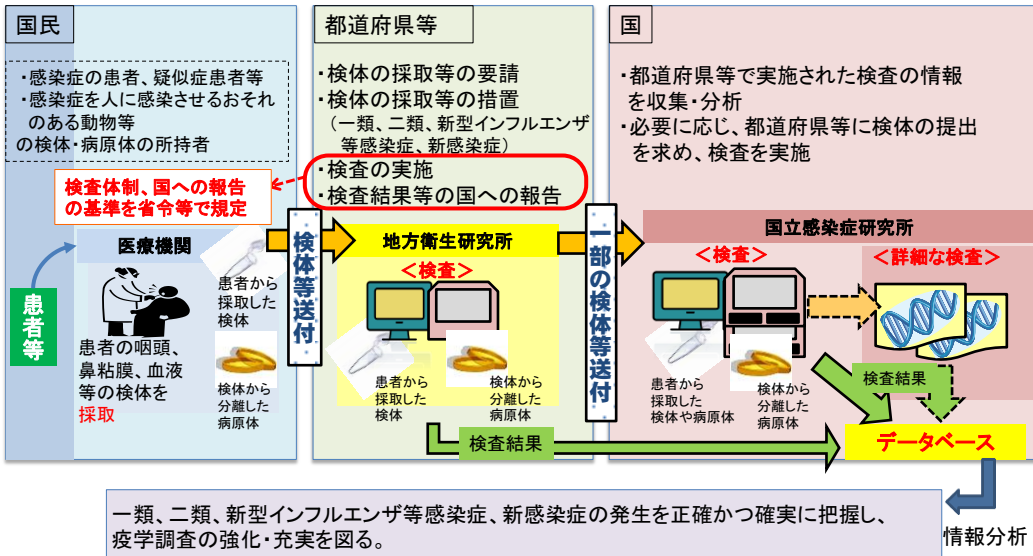 国民
・感染症の患者、疑似症患者等
・感染症を人に感染させるおそれ
のある動物等
の検体・病原体の所持者
検査体制、国への報告
の基準を省令等で規定
医療機関
患者等
患者から
採取した
検体
患者の咽頭、
鼻粘膜、血液
等の検体を
採取
検体から
分離した
病原体
検体等送付
都道府県等
・検体の採取等の要請
・検体の採取等の措置
（一類、二類、新型インフルエンザ
等感染症、新感染症）
・検査の実施
・検査結果等の国への報告
地方衛生研究所
＜検査＞
患者から
採取した
検体
検体から
分離した
病原体
検査結果
一部の検体等送付
国
・都道府県等で実施された検査の情報
を収集・分析
・必要に応じ、都道府県等に検体の提出
を求め、検査を実施
国立感染症研究所
＜検査＞
＜詳細な検査＞
患者から
採取した
検体や病原体
検体から
分離した
病原体
検査結果
データベース
情報分析
一類、二類、新型インフルエンザ等感染症、新感染症の発生を正確かつ確実に把握し、
疫学調査の強化・充実を図る。